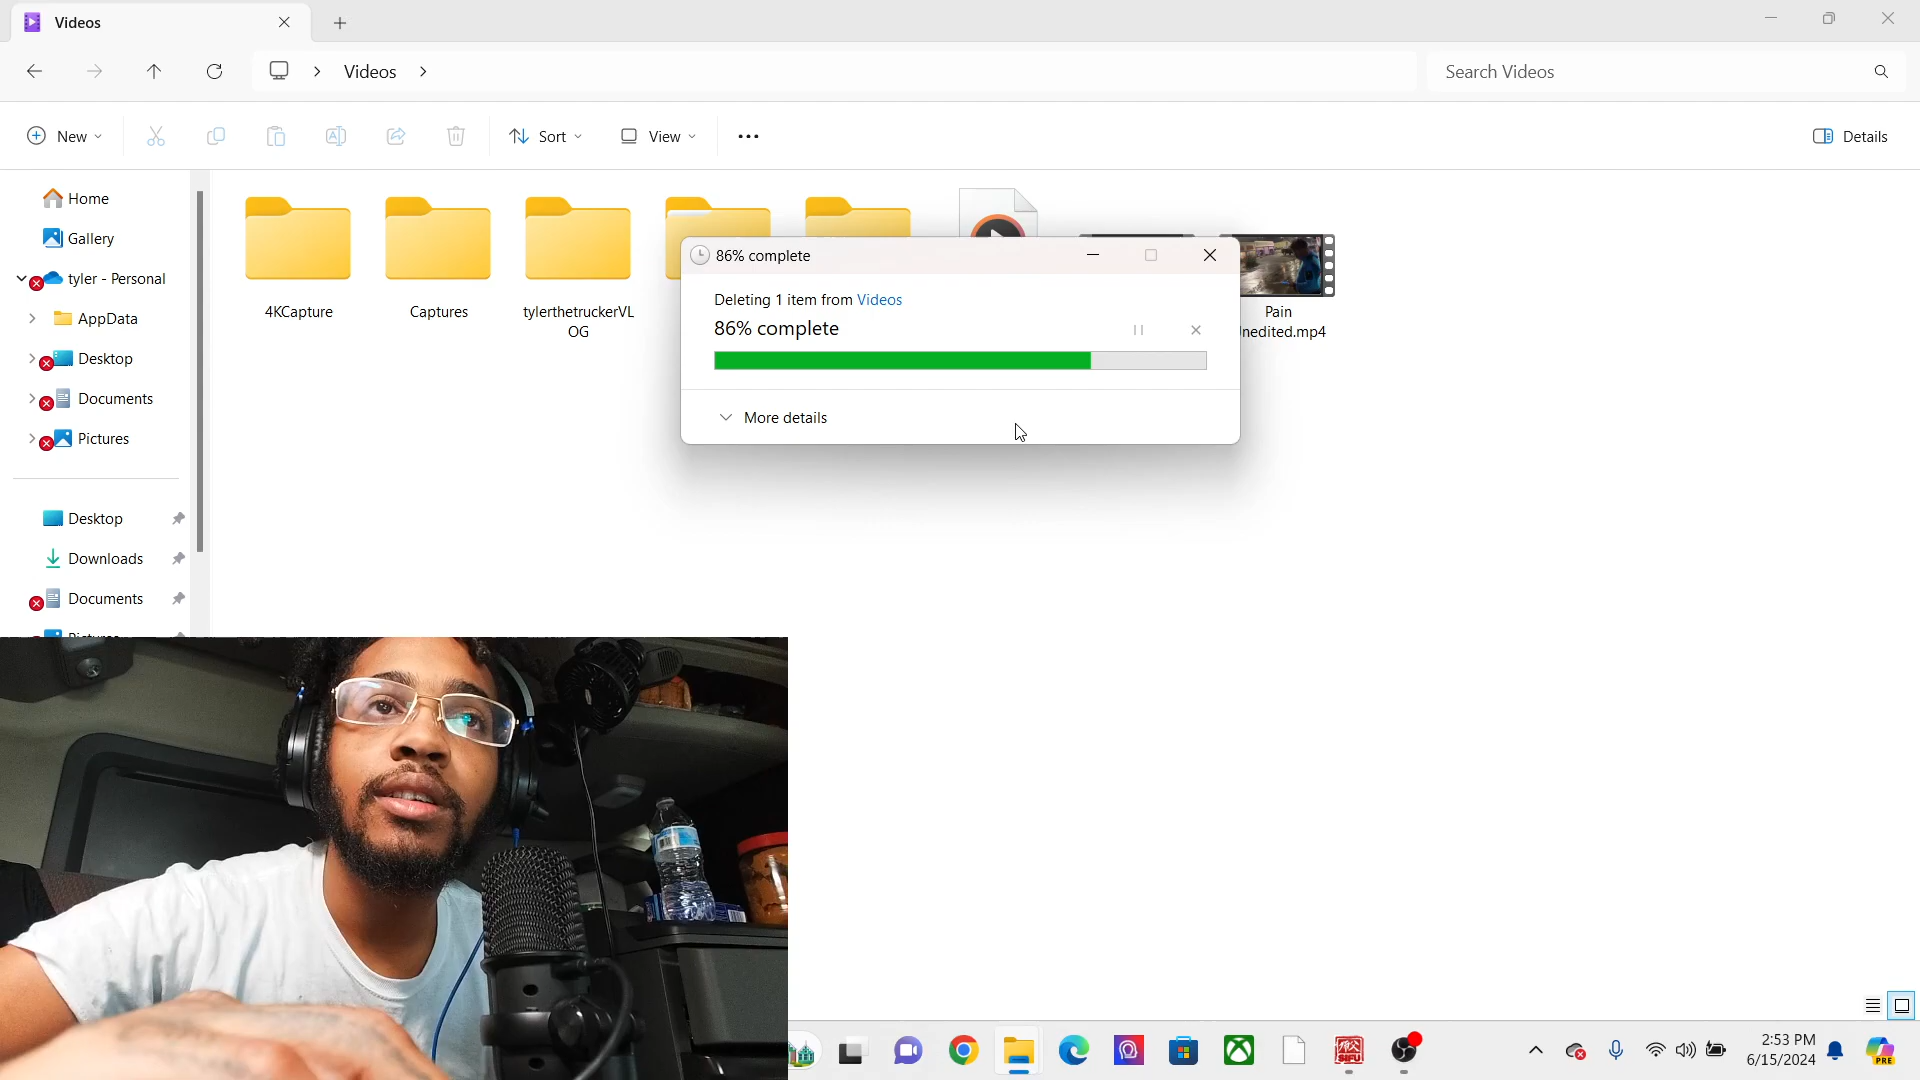 Videos
Videos
Search Videos
New
Sort
View
Details
Home
Gallery
tyler - Personal
AppData
Desktop
Documents
Pictures
Desktop
Downloads
Documents
4KCapture
Captures
tylerthetruckerVL
OG
Pain
nedited.mp4
86% complete
Deleting 1 item from Videos
86% complete
More details
SIFU
2:53 PM
6/15/2024
PRE